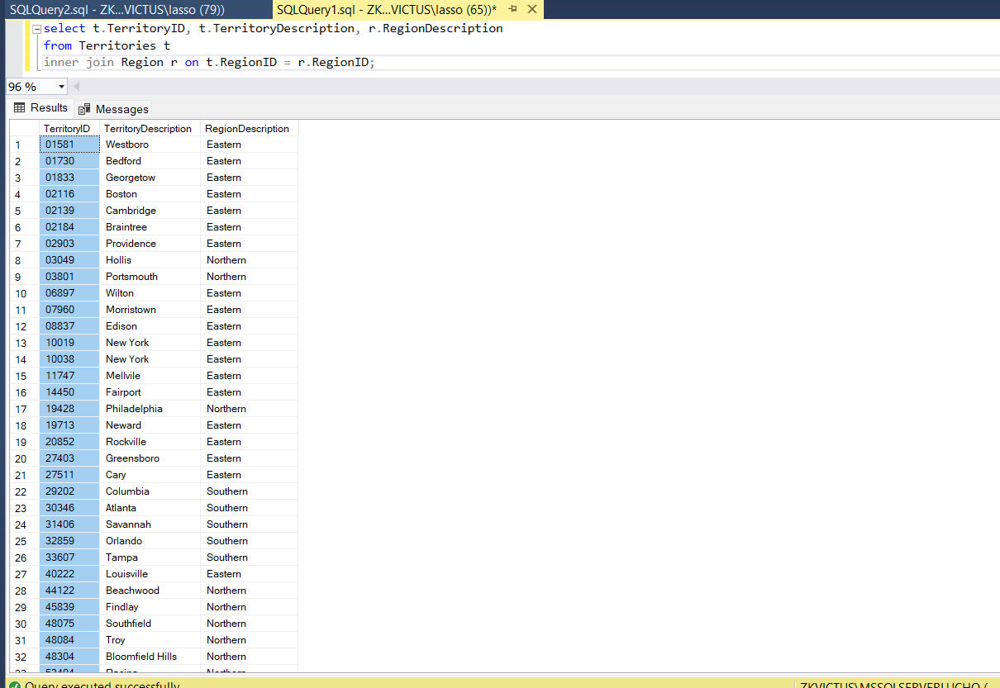 SQLQuery2.sql - ZK...VICTUS\lasso (79)) SQLQuery1.sql - ZK...VICTUS\lasso (65))*
select t.TerritoryID, t.TerritoryDescription, r.RegionDescription
from Territories t
inner join Region r on t.RegionID = r.RegionID;
96 %
Results Messages
TerritoryID TerritoryDescription RegionDescription
1 01581 Westboro Eastern
2 01730 Bedford Eastern
3 01833 Georgetow Eastern
4 02116 Boston Eastern
5 02139 Cambridge Eastern
6 02184 Braintree Eastern
7 02903 Providence Eastern
8 03049 Hollis Northern
9 03801 Portsmouth Northern
10 06897 Wilton Eastern
11 07960 Morristown Eastern
12 08837 Edison Eastern
13 10019 New York Eastern
14 10038 New York Eastern
15 11747 Mellvile Eastern
16 14450 Fairport Eastern
17 19428 Philadelphia Northern
18 19713 Neward Eastern
19 20852 Rockville Eastern
20 27403 Greensboro Eastern
21 27511 Cary Eastern
22 29202 Columbia Southern
23 30346 Atlanta Southern
24 31406 Savannah Southern
25 32859 Orlando Southern
26 33607 Tampa Southern
27 40222 Louisville Eastern
28 44122 Beachwood Northern
29 45839 Findlay Northern
30 48075 Southfield Northern
31 48084 Troy Northern
32 48304 Bloomfield Hills Northern
Query executed successfully